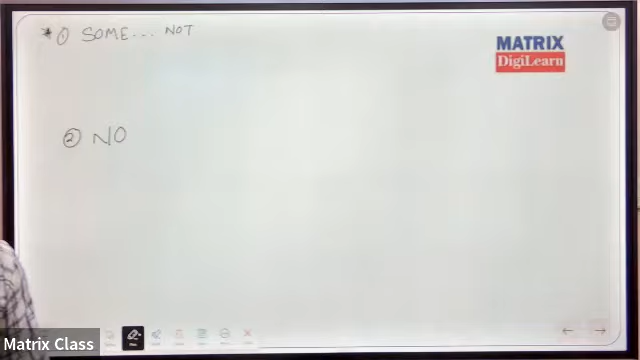 * ① SOME... NOT
MATRIX
DigiLearn
② NO
Matrix Class